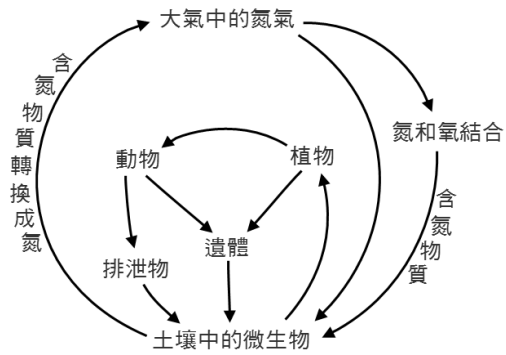 大氣中的氮氣
含氮物質轉換成氮
氮和氧結合
動物
植物
含氮物質
遺體
排泄物
土壤中的微生物